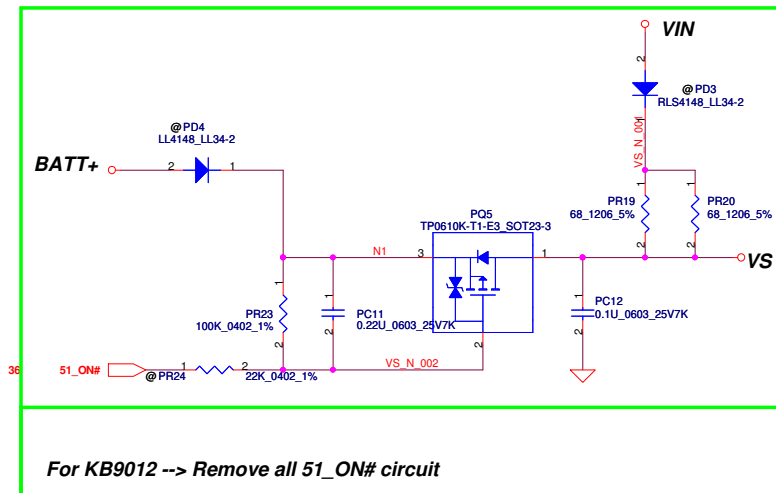 VIN
2
@PD3
RLS4148_LL34-2
1
VS_N_001
@PD4
LL4148_LL34-2
BATT+
2
1
1
1
PR19
68_1206_5%
PR20
68_1206_5%
2
2
PQ5
TP0610K-T1-E3_SOT23-3
N1
3
1
VS
1
PR23
100K_0402_1%
2
1
PC11
0.22U_0603_25V7K
2
1
PC12
0.1U_0603_25V7K
2
2
VS_N_002
36
51_ON#
1
2
@PR24
22K_0402_1%
For KB9012 --> Remove all 51_ON# circuit